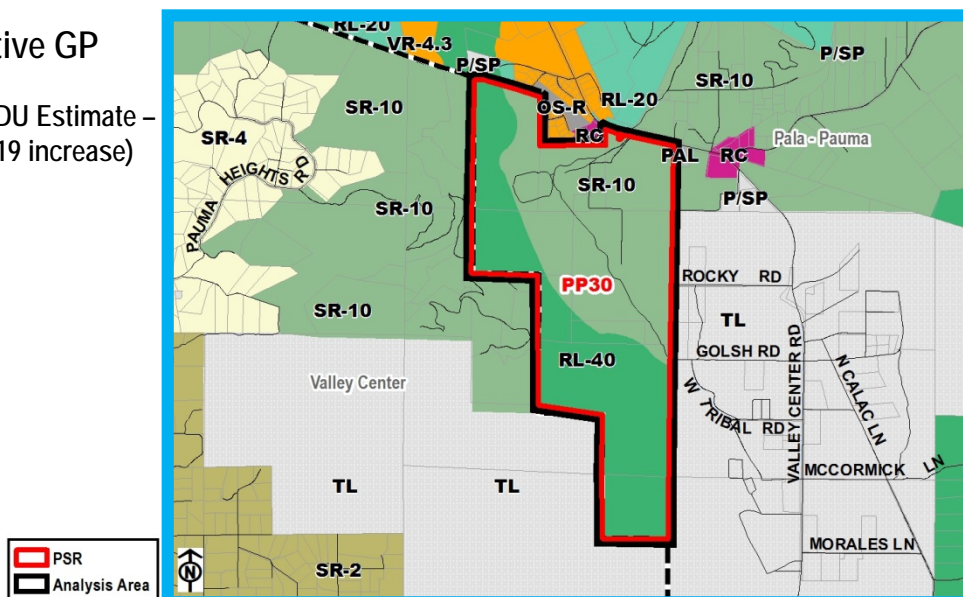 tive GP
DU Estimate –
19 increase)
RL-20
VR-4.3
P/SP
P/SP
SR-10
SR-10
OS-R
RL-20
SR-4
RC
Pala - Pauma
PAL
RC
PAUMA HEIGHTS RD
SR-10
P/SP
SR-10
ROCKY RD
PP30
SR-10
TL
GOLSH RD
RL-40
Valley Center
W TRIBAL RD
VALLEY CENTER RD
N CALAC LN
MCCORMICK LN
TL
TL
MORALES LN
SR-2
N
PSR
Analysis Area